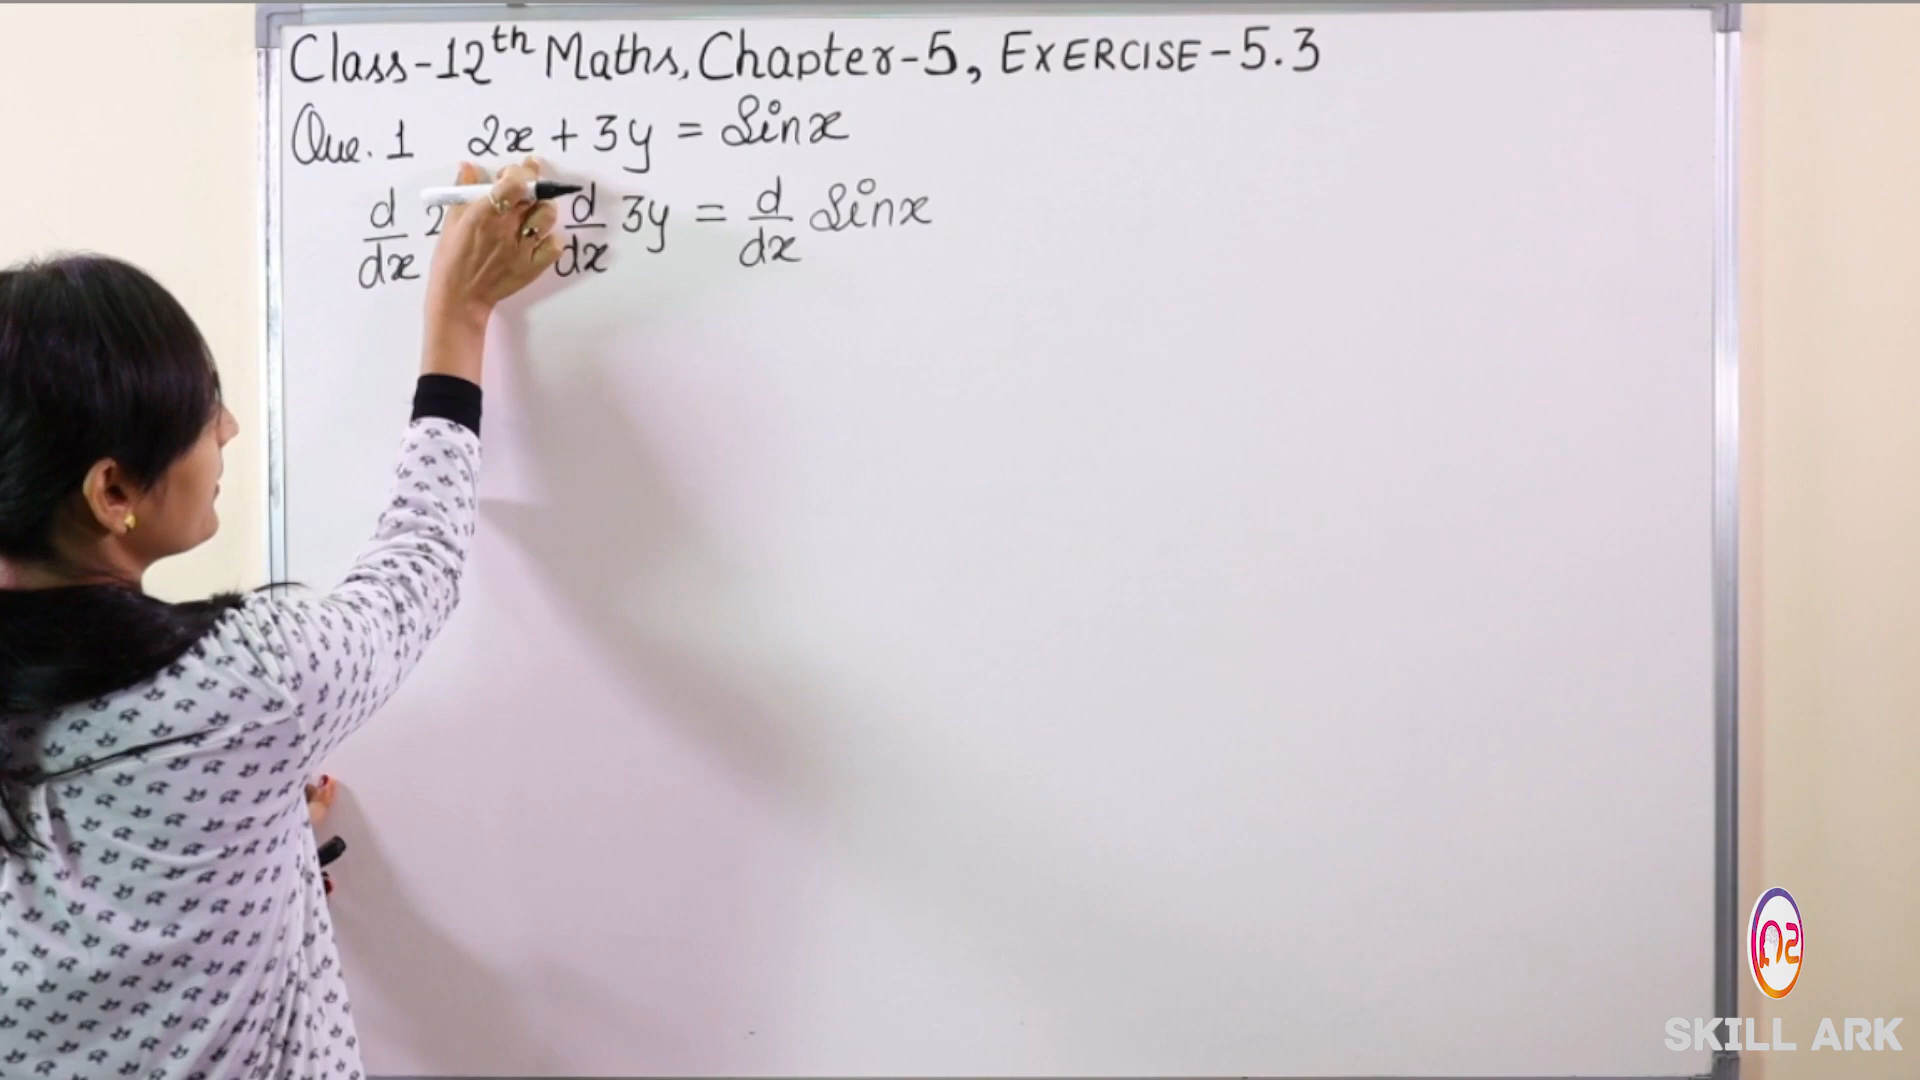 Class-12th Maths, Chapter-5, EXERCISE-5.3
Que. 1 2x + 3y = Sinx
d/dx 2 d/dx 3y = d/dx Sinx
SKILL ARK